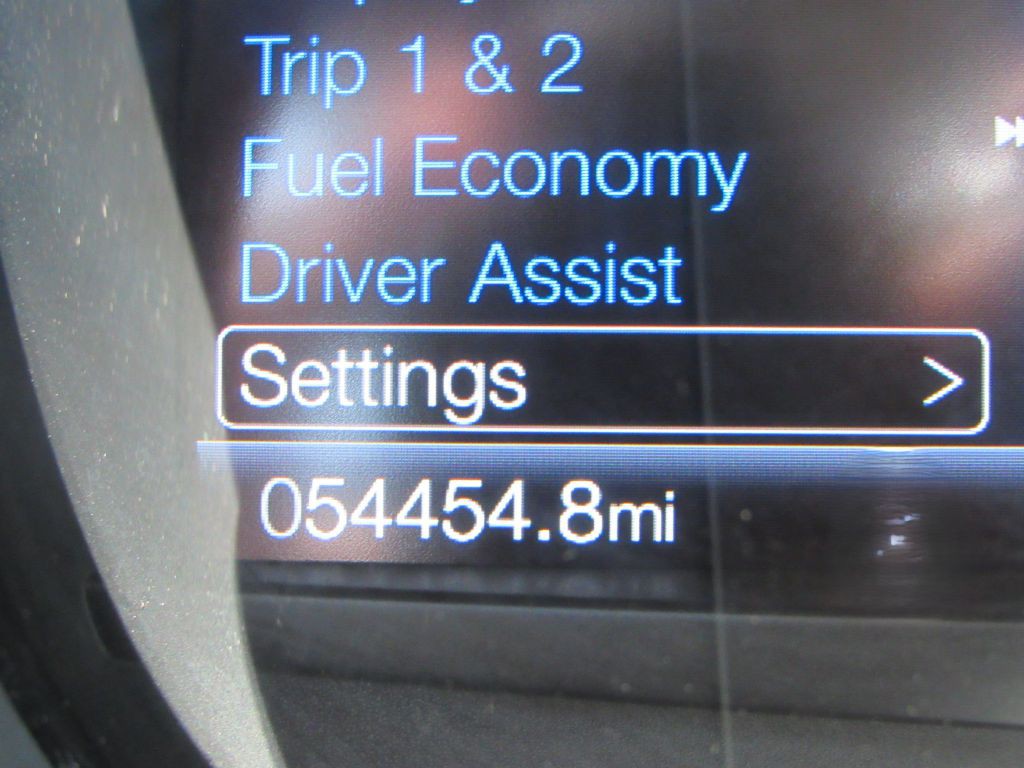 Trip 1 & 2
Fuel Economy
Driver Assist
Settings >
054454.8mi